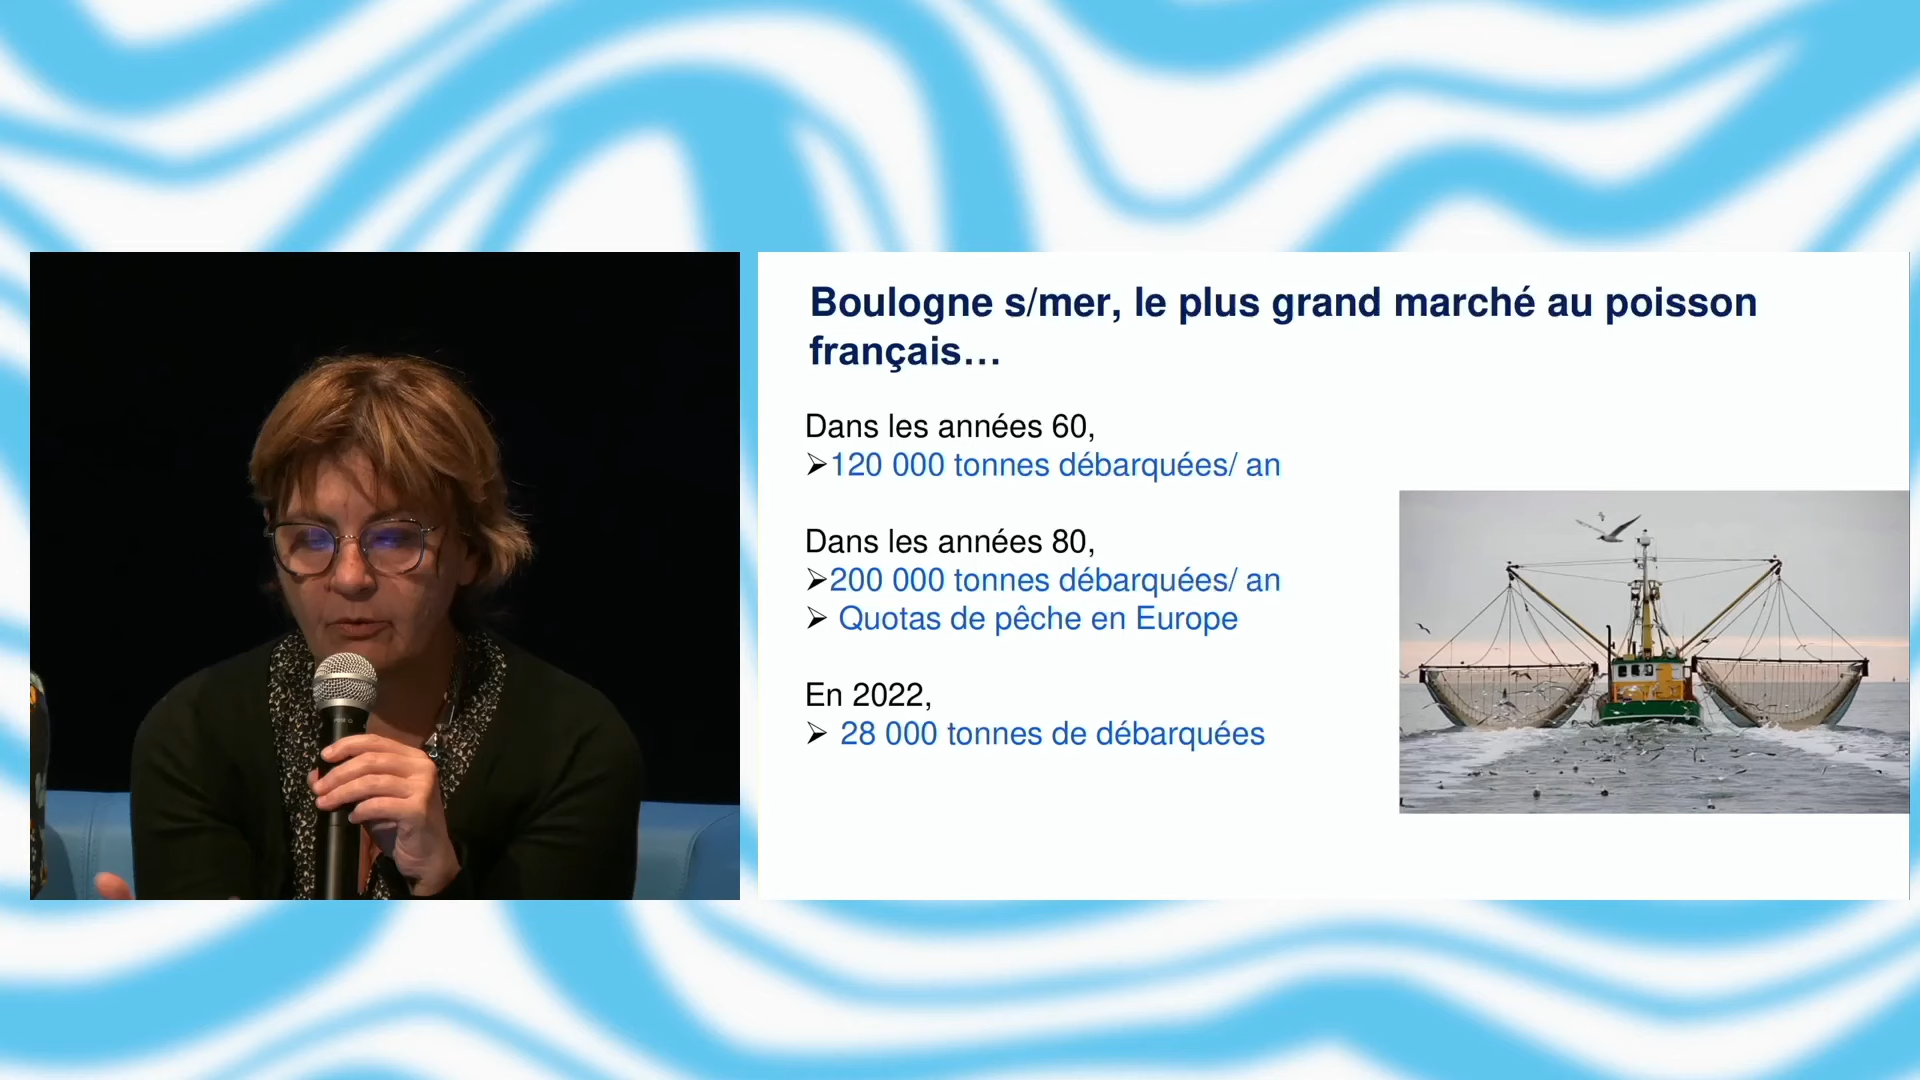 Boulogne s/mer, le plus grand marché au poisson
français…
Dans les années 60,
➢120 000 tonnes débarquées/ an
Dans les années 80,
➢200 000 tonnes débarquées/ an
➢ Quotas de pêche en Europe
En 2022,
➢ 28 000 tonnes de débarquées